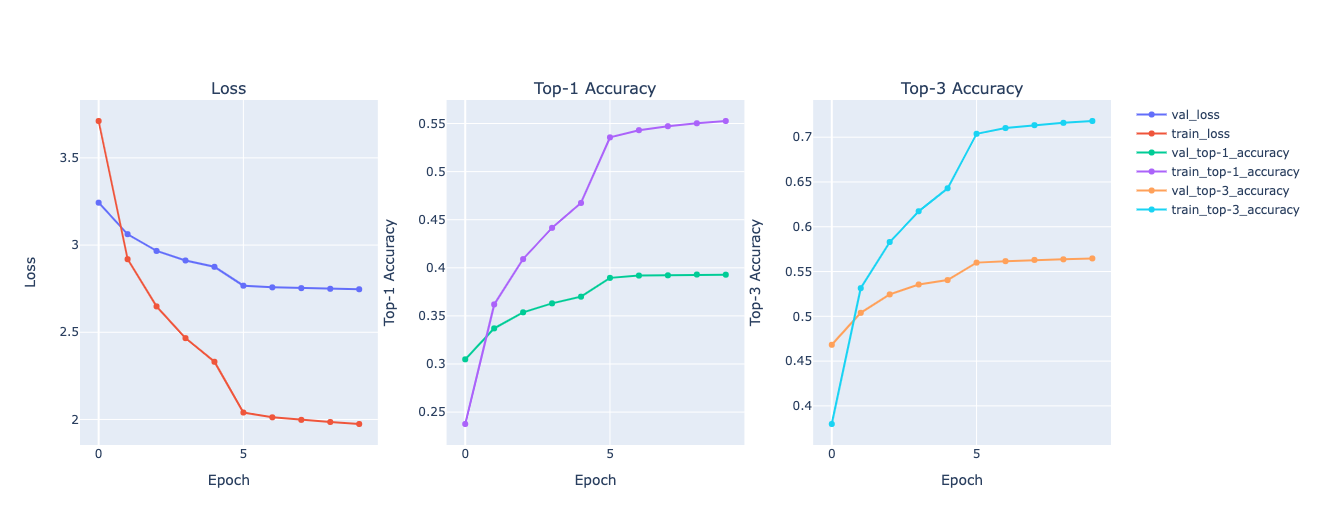 Loss
Top-1 Accuracy
Top-3 Accuracy
Loss
3.5
3
2.5
2
0
5
Epoch
Top-1 Accuracy
0.55
0.5
0.45
0.4
0.35
0.3
0.25
0
5
Epoch
Top-3 Accuracy
0.7
0.65
0.6
0.55
0.5
0.45
0.4
0
5
Epoch
val_loss
train_loss
val_top-1_accuracy
train_top-1_accuracy
val_top-3_accuracy
train_top-3_accuracy